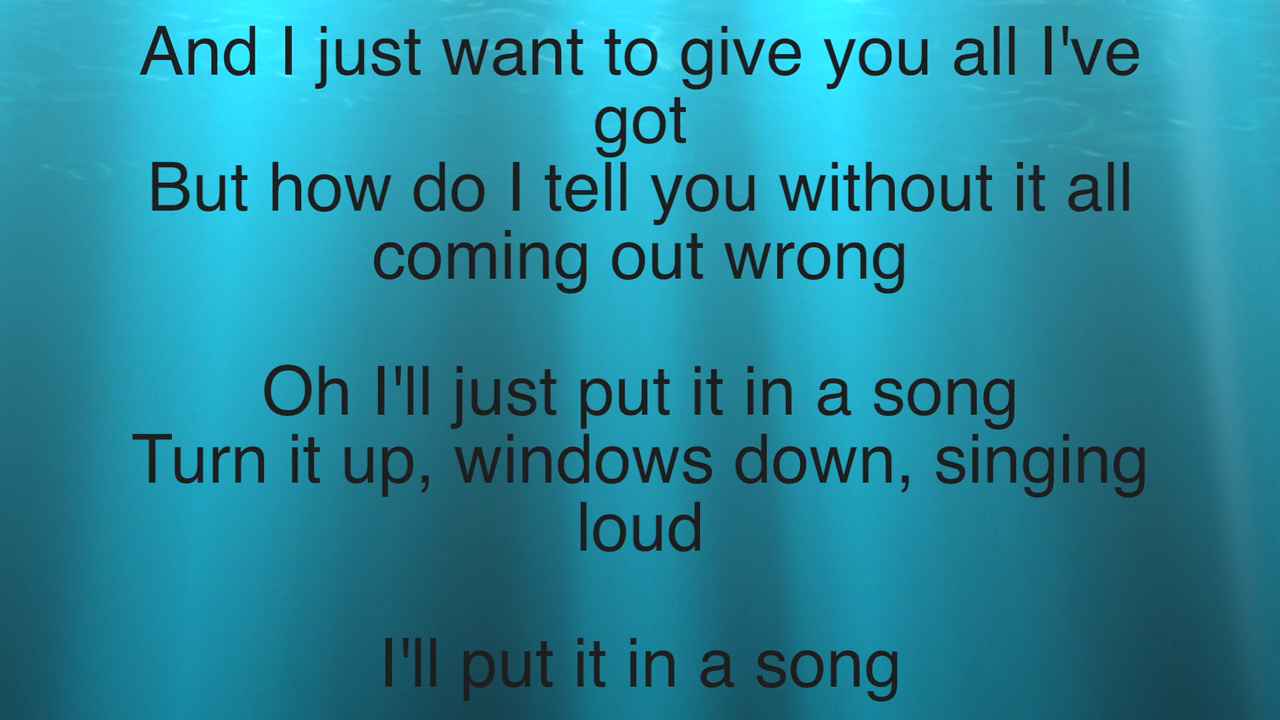 And I just want to give you all I've
got
But how do I tell you without it all
coming out wrong
Oh I'll just put it in a song
Turn it up, windows down, singing
loud
I'll put it in a song